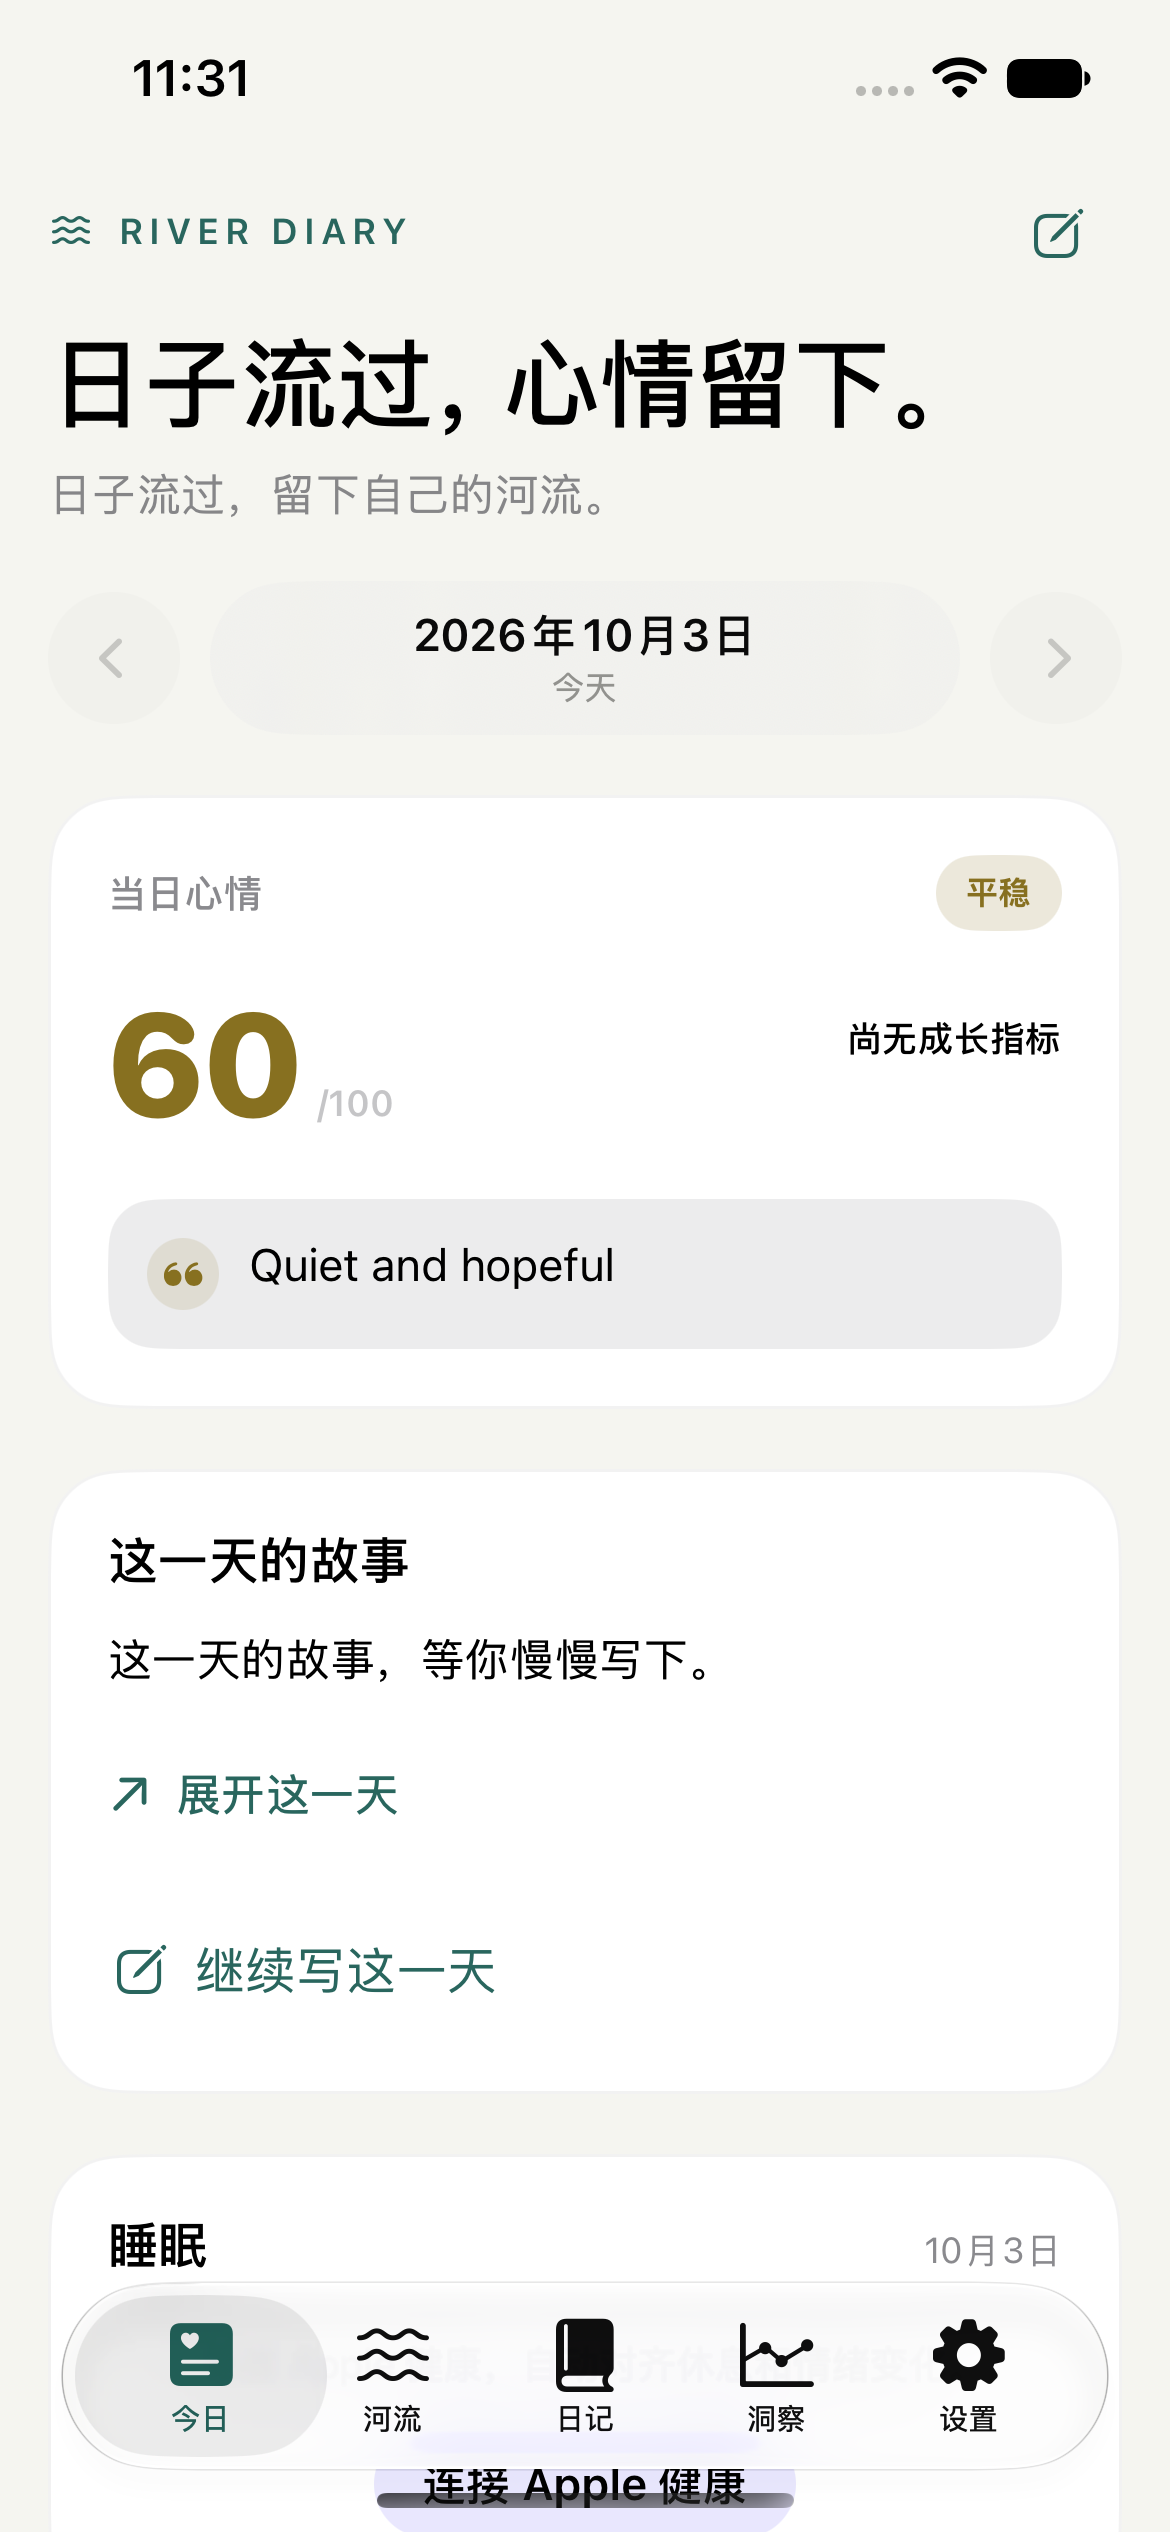 11:31
RIVER DIARY
日子流过，心情留下。
日子流过，留下自己的河流。
2026年10月3日
今天
当日心情
平稳
60 /100
尚无成长指标
Quiet and hopeful
这一天的故事
这一天的故事，等你慢慢写下。
展开这一天
继续写这一天
睡眠
10月3日
今日
河流
日记
洞察
设置
连接 Apple 健康